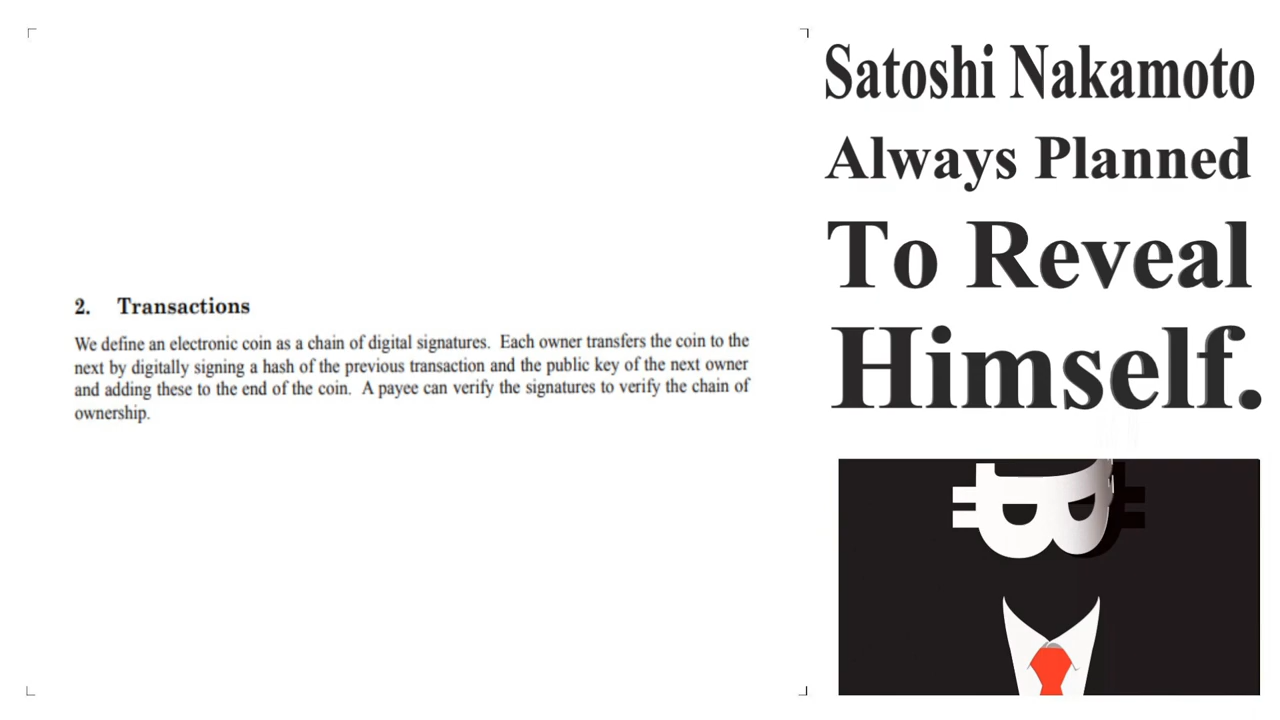 2. Transactions
We define an electronic coin as a chain of digital signatures. Each owner transfers the coin to the
next by digitally signing a hash of the previous transaction and the public key of the next owner
and adding these to the end of the coin. A payee can verify the signatures to verify the chain of
ownership.
Satoshi Nakamoto
Always Planned
To Reveal
Himself.